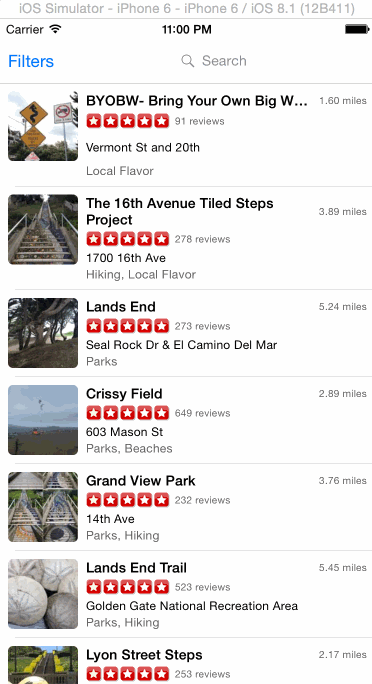 iOS Simulator - iPhone 6 - iPhone 6 / iOS 8.1 (12B411)
Carrier 11:00 PM
Filters Search
BYOBW- Bring Your Own Big W... 1.60 miles
91 reviews
Vermont St and 20th
Local Flavor
The 16th Avenue Tiled Steps
Project 3.89 miles
278 reviews
1700 16th Ave
Hiking, Local Flavor
Lands End 5.24 miles
273 reviews
Seal Rock Dr & El Camino Del Mar
Parks
Crissy Field 2.89 miles
649 reviews
603 Mason St
Parks, Beaches
Grand View Park 3.76 miles
232 reviews
14th Ave
Parks, Hiking
Lands End Trail 5.45 miles
523 reviews
Golden Gate National Recreation Area
Parks, Hiking
Lyon Street Steps 2.17 miles
253 reviews